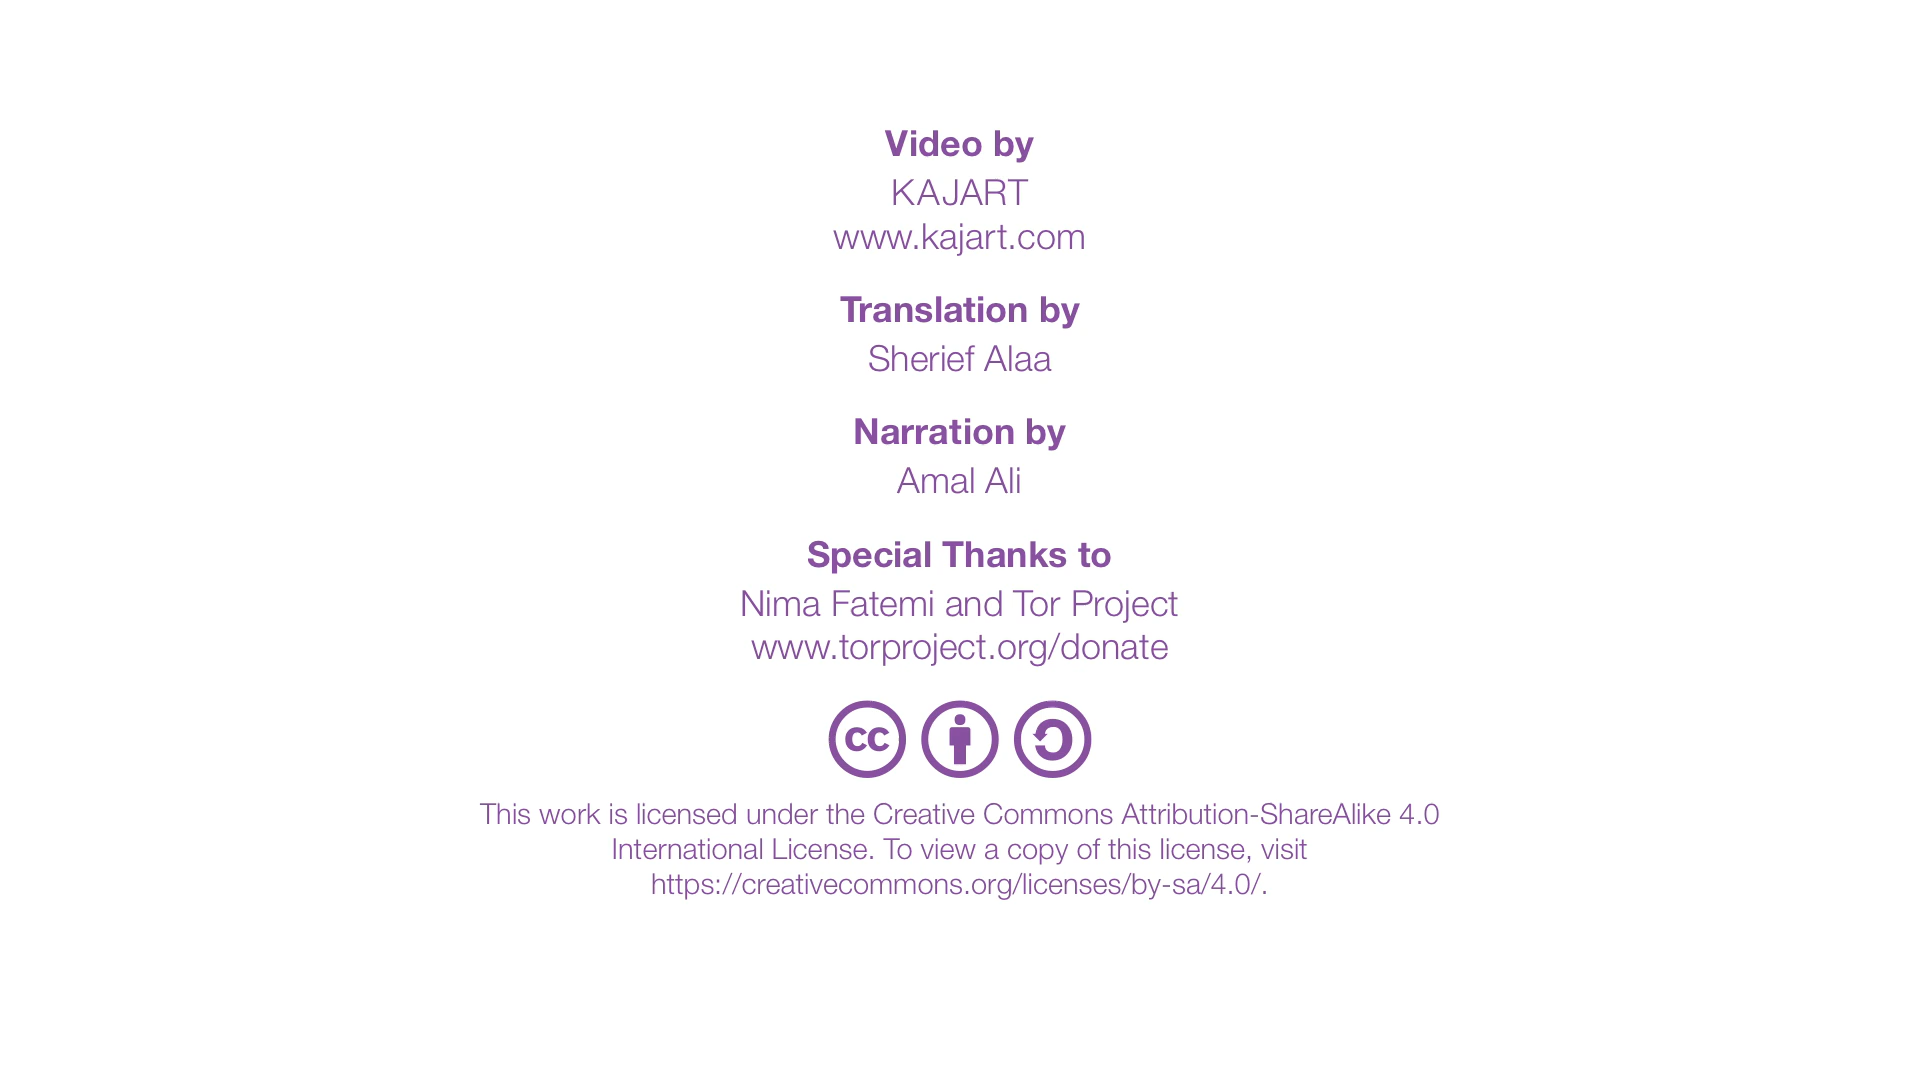 Video by
KAJART
www.kajart.com
Translation by
Sherief Alaa
Narration by
Amal Ali
Special Thanks to
Nima Fatemi and Tor Project
www.torproject.org/donate
cc
This work is licensed under the Creative Commons Attribution-ShareAlike 4.0
International License. To view a copy of this license, visit
https://creativecommons.org/licenses/by-sa/4.0/.